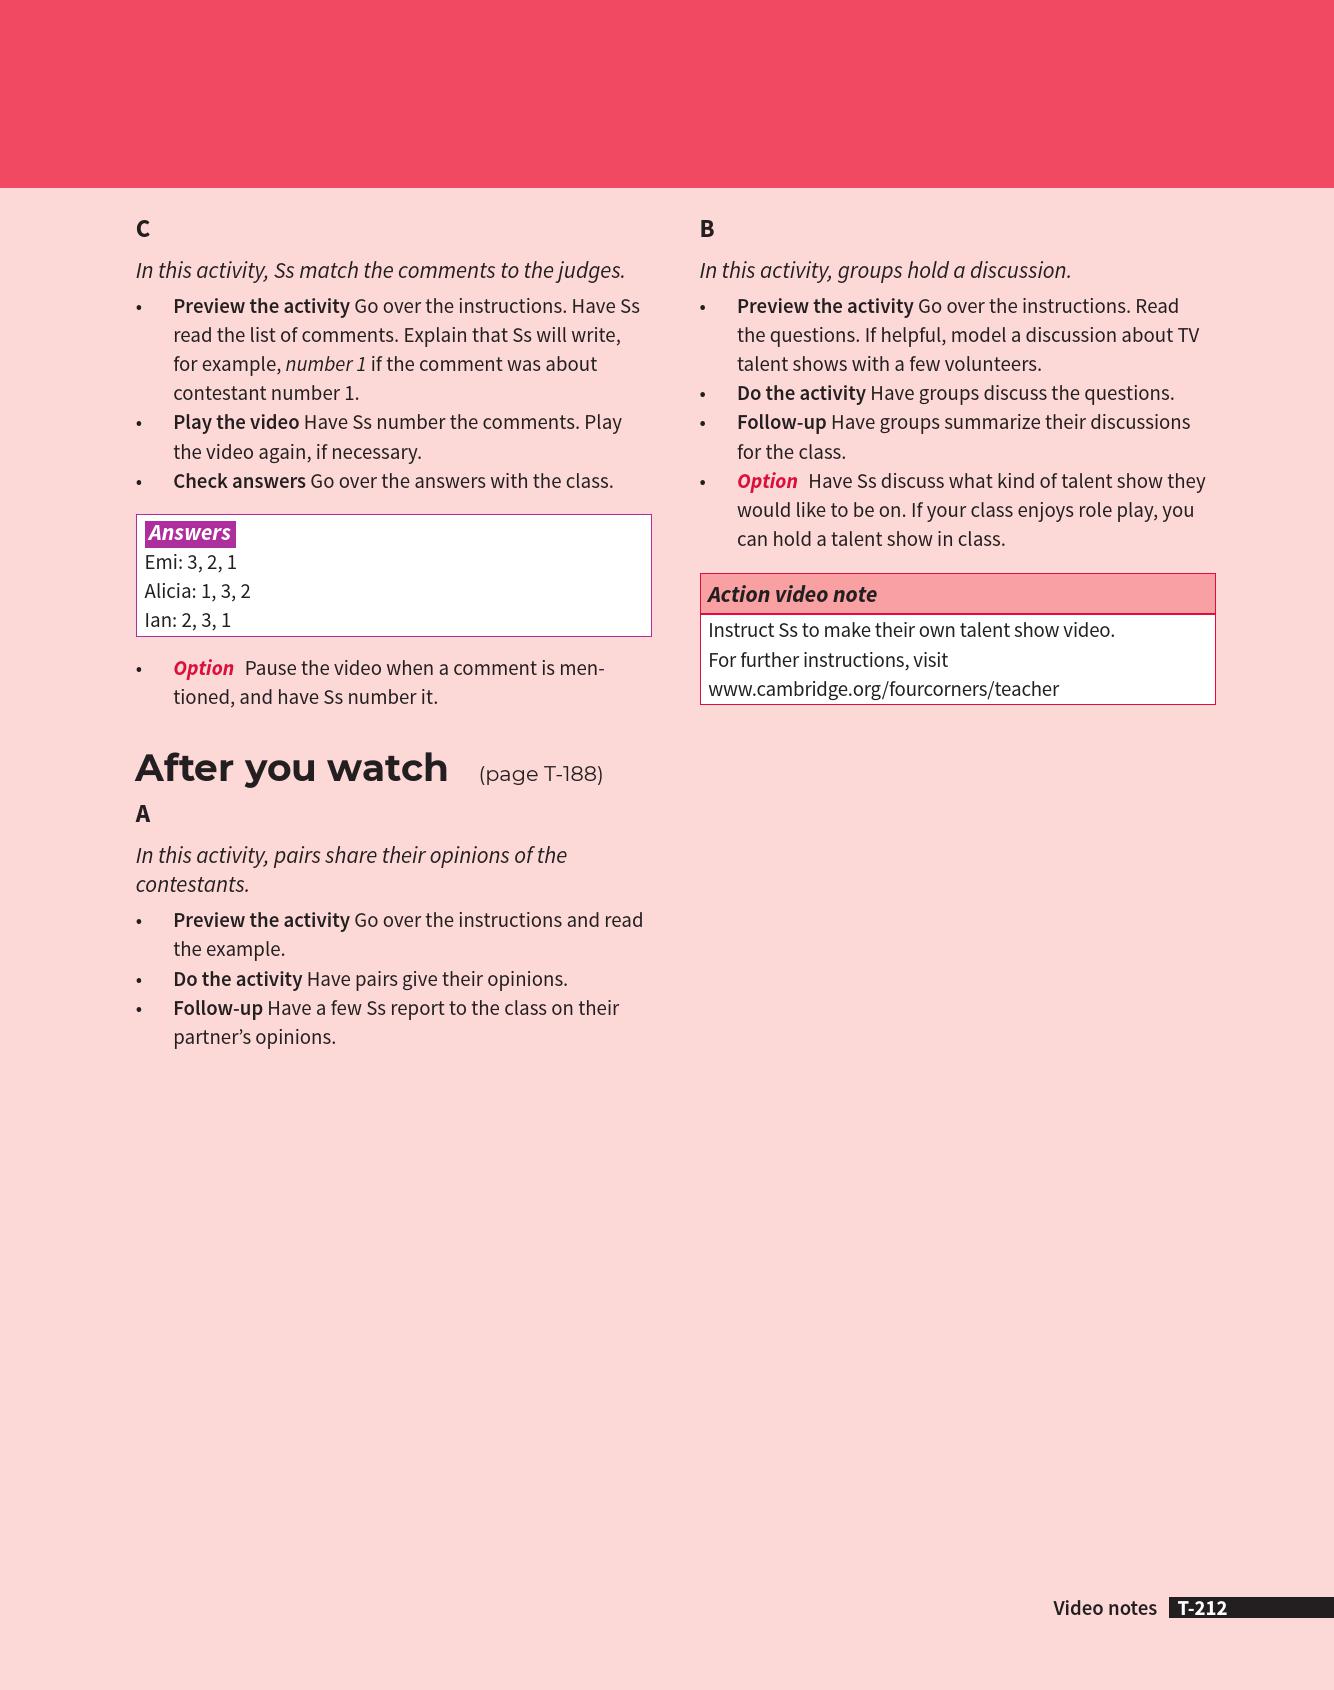 C
In this activity, Ss match the comments to the judges.
• Preview the activity Go over the instructions. Have Ss
read the list of comments. Explain that Ss will write,
for example, number 1 if the comment was about
contestant number 1.
• Play the video Have Ss number the comments. Play
the video again, if necessary.
• Check answers Go over the answers with the class.
Answers
Emi: 3, 2, 1
Alicia: 1, 3, 2
Ian: 2, 3, 1
• Option Pause the video when a comment is men-
tioned, and have Ss number it.
After you watch (page T-188)
A
In this activity, pairs share their opinions of the
contestants.
• Preview the activity Go over the instructions and read
the example.
• Do the activity Have pairs give their opinions.
• Follow-up Have a few Ss report to the class on their
partner’s opinions.
B
In this activity, groups hold a discussion.
• Preview the activity Go over the instructions. Read
the questions. If helpful, model a discussion about TV
talent shows with a few volunteers.
• Do the activity Have groups discuss the questions.
• Follow-up Have groups summarize their discussions
for the class.
• Option Have Ss discuss what kind of talent show they
would like to be on. If your class enjoys role play, you
can hold a talent show in class.
Action video note
Instruct Ss to make their own talent show video.
For further instructions, visit
www.cambridge.org/fourcorners/teacher
Video notes T-212